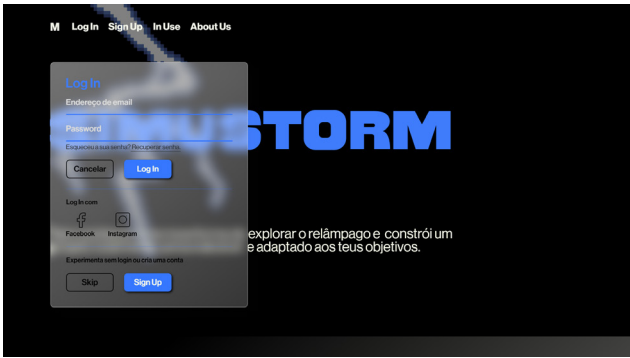 M Log In Sign Up In Use About Us
Log In
Endereço de email
STORM
Password
Esqueceu a sua senha? Recuperar senha
Cancelar Log In
Log In com
Facebook Instagram
explorar o relâmpago e constrói um
e adaptado aos teus objetivos.
Experimenta sem login ou cria uma conta
Skip Sign Up